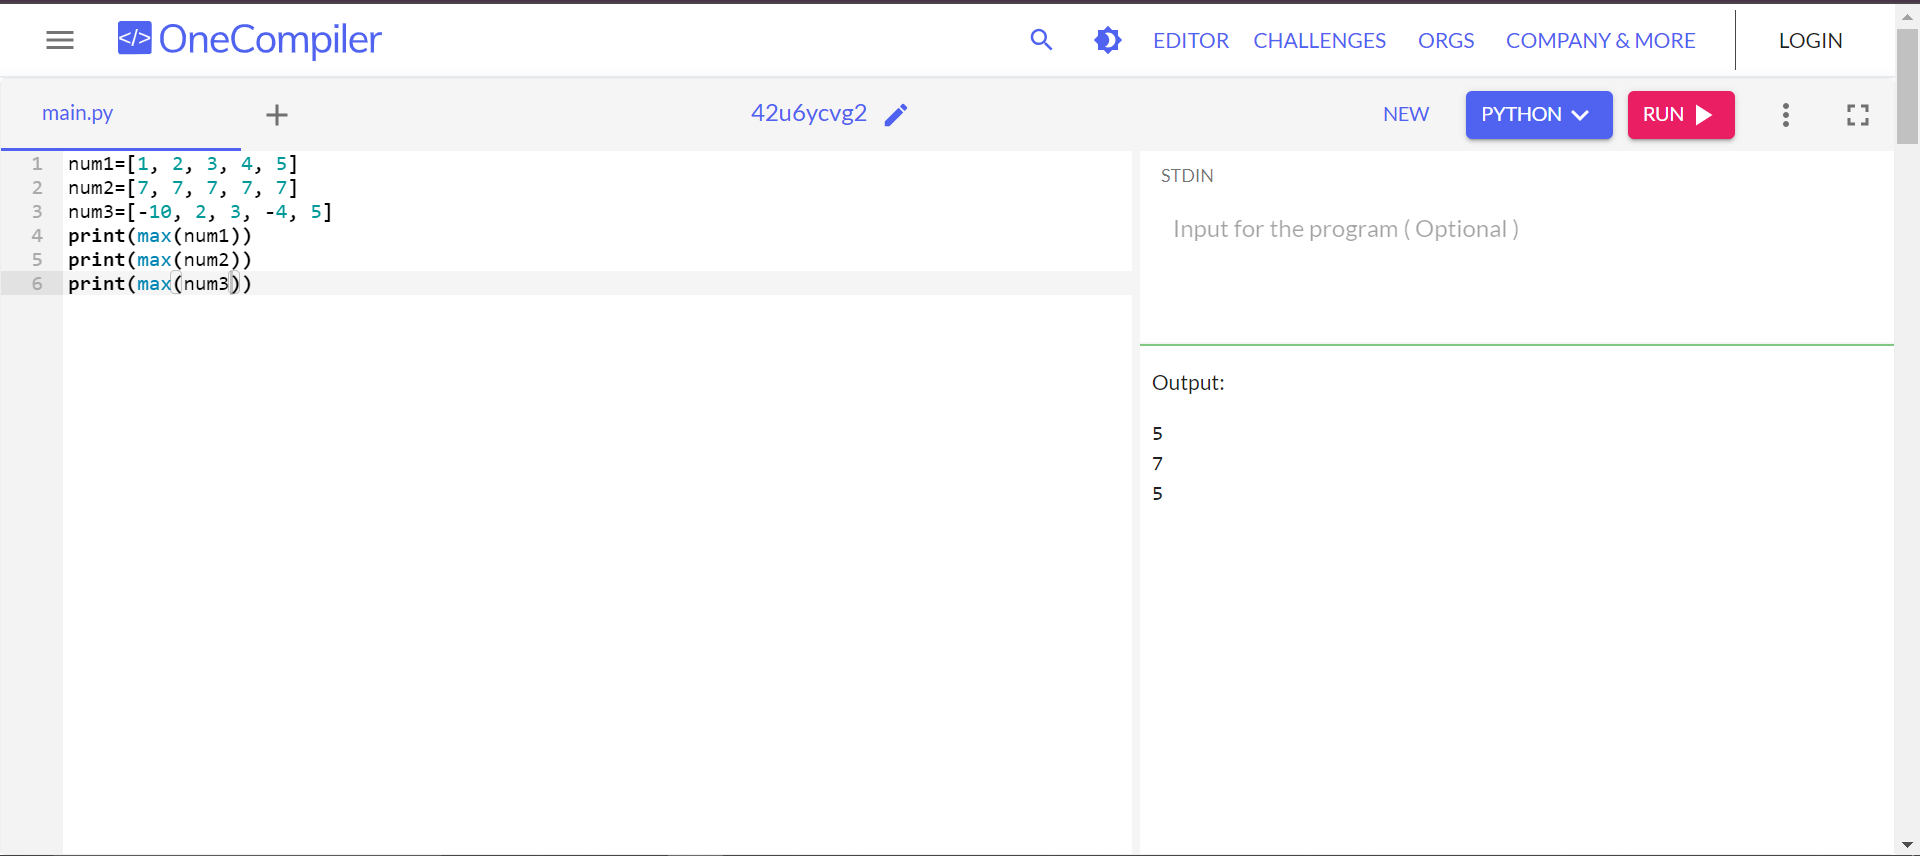 </> OneCompiler
EDITOR CHALLENGES ORGS COMPANY & MORE LOGIN
main.py 42u6ycvg2 NEW PYTHON RUN
1 num1=[1, 2, 3, 4, 5]
2 num2=[7, 7, 7, 7, 7]
3 num3=[-10, 2, 3, -4, 5]
4 print(max(num1))
5 print(max(num2))
6 print(max(num3))
STDIN
Input for the program ( Optional )
Output:
5
7
5